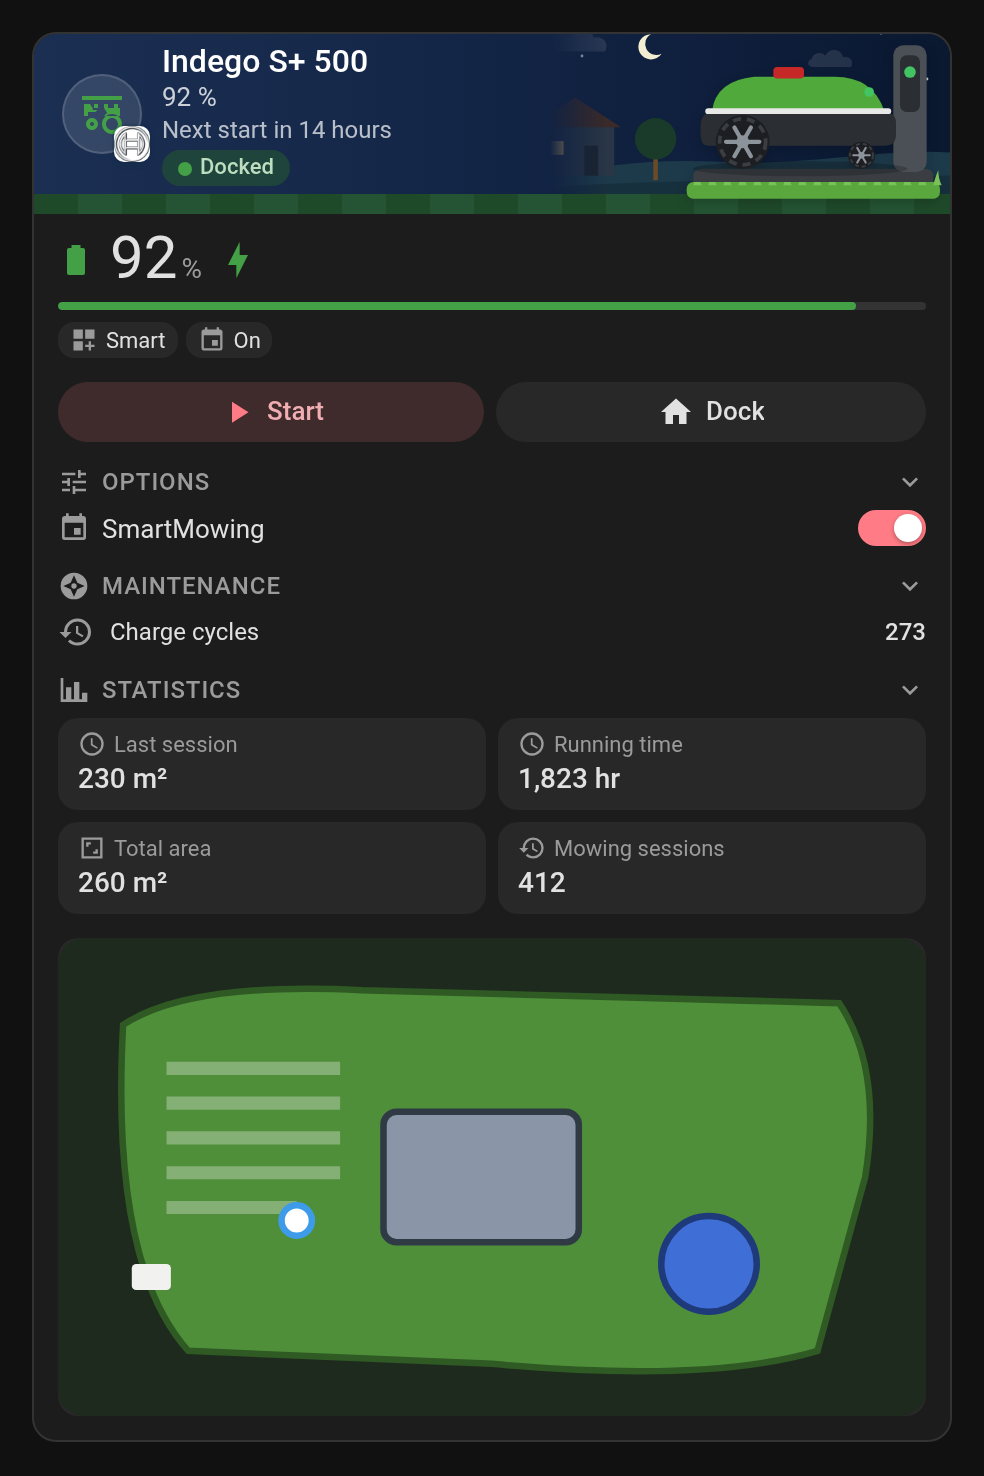 Indego S+ 500
92 %
Next start in 14 hours
Docked
92 %
Smart
On
Start
Dock
OPTIONS
SmartMowing
MAINTENANCE
Charge cycles
273
STATISTICS
Last session
230 m²
Running time
1,823 hr
Total area
260 m²
Mowing sessions
412